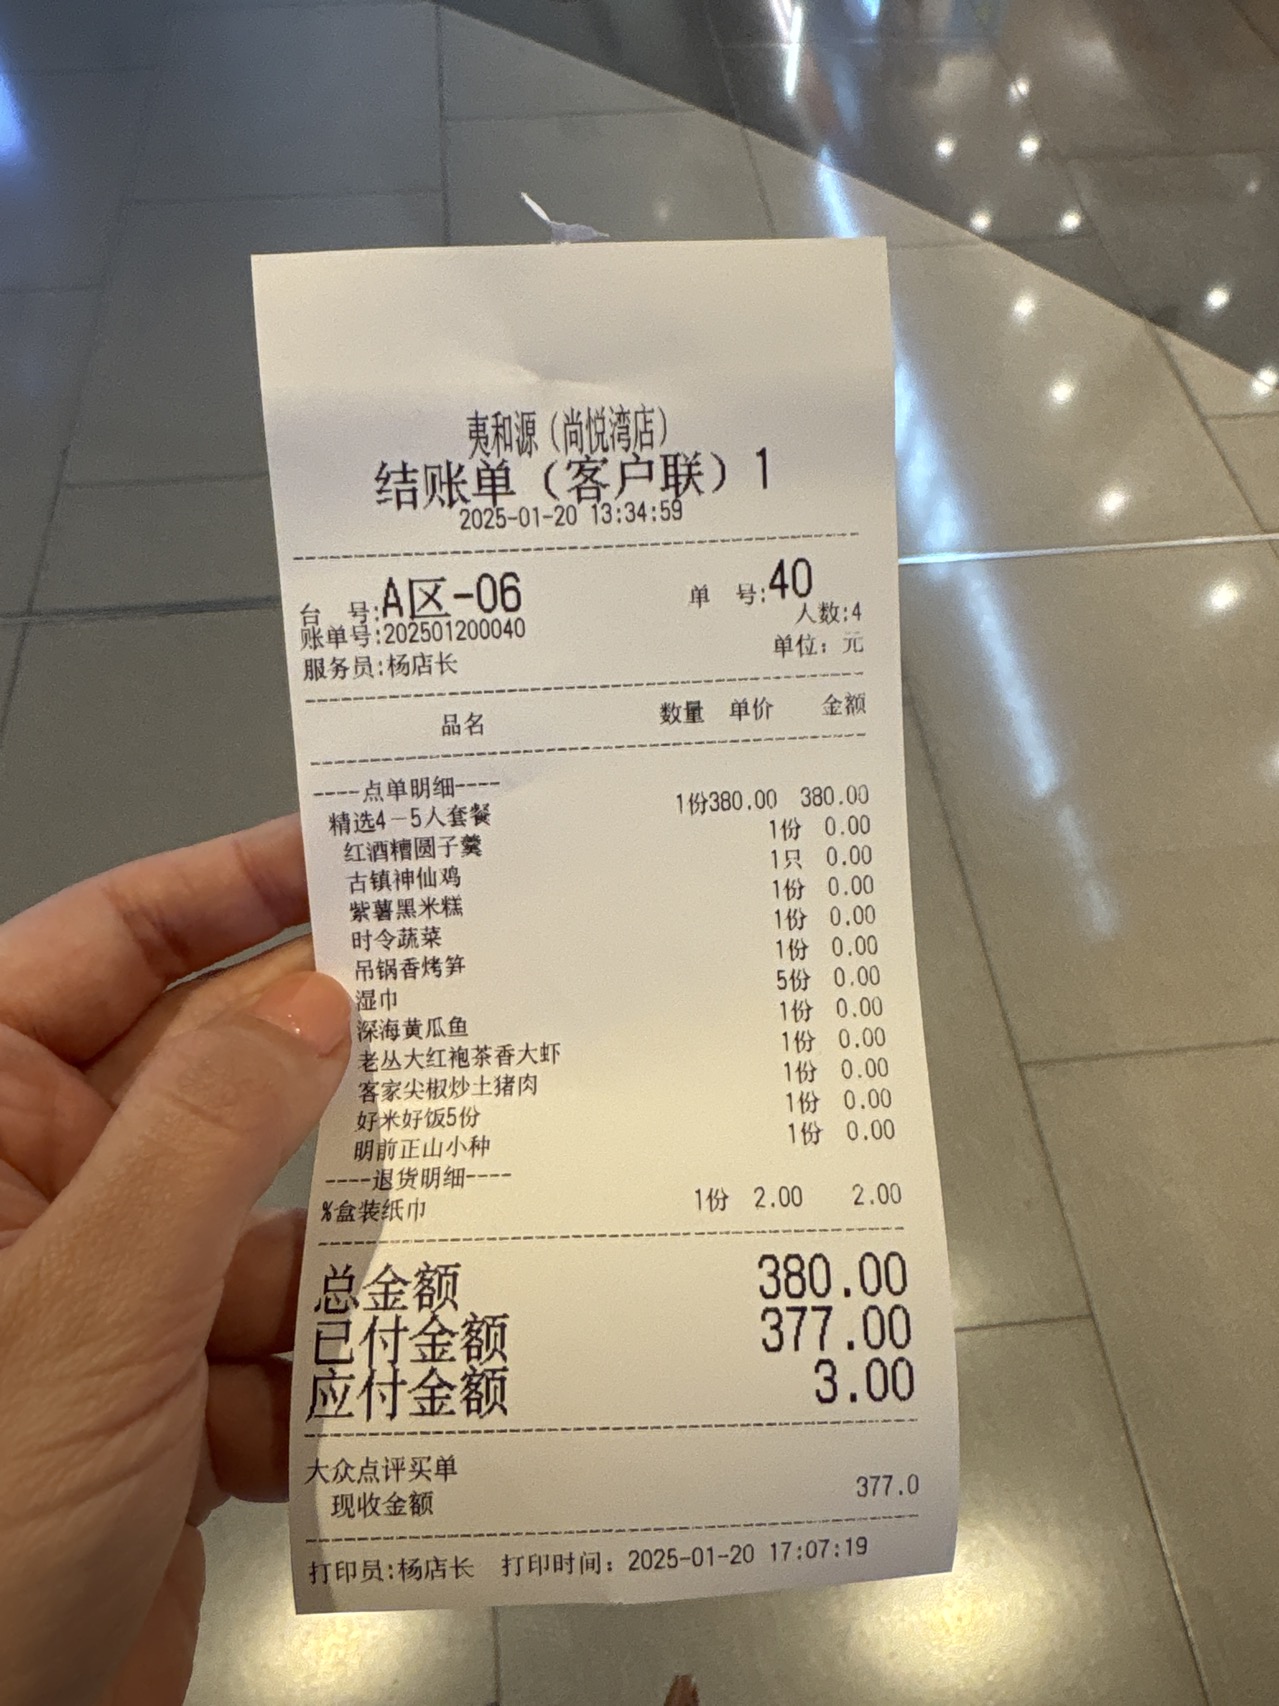 夷和源（尚悦湾店）
结账单（客户联）1
2025-01-20 13:34:59
台 号:A区-06 单 号:40
人数:4
账单号:202501200040
服务员:杨店长 单位：元
品名 数量 单价 金额
----点单明细----
精选4-5人套餐 1份380.00 380.00
红酒糟圆子羹 1份 0.00
古镇神仙鸡 1只 0.00
紫薯黑米糕 1份 0.00
时令蔬菜 1份 0.00
吊锅香烤笋 1份 0.00
湿巾 5份 0.00
深海黄瓜鱼 1份 0.00
老丛大红袍茶香大虾 1份 0.00
客家尖椒炒土猪肉 1份 0.00
好米好饭5份 1份 0.00
明前正山小种 1份 0.00
----退货明细----
%盒装纸巾 1份 2.00 2.00
总金额 380.00
已付金额 377.00
应付金额 3.00
大众点评买单
现收金额 377.0
打印员:杨店长 打印时间：2025-01-20 17:07:19